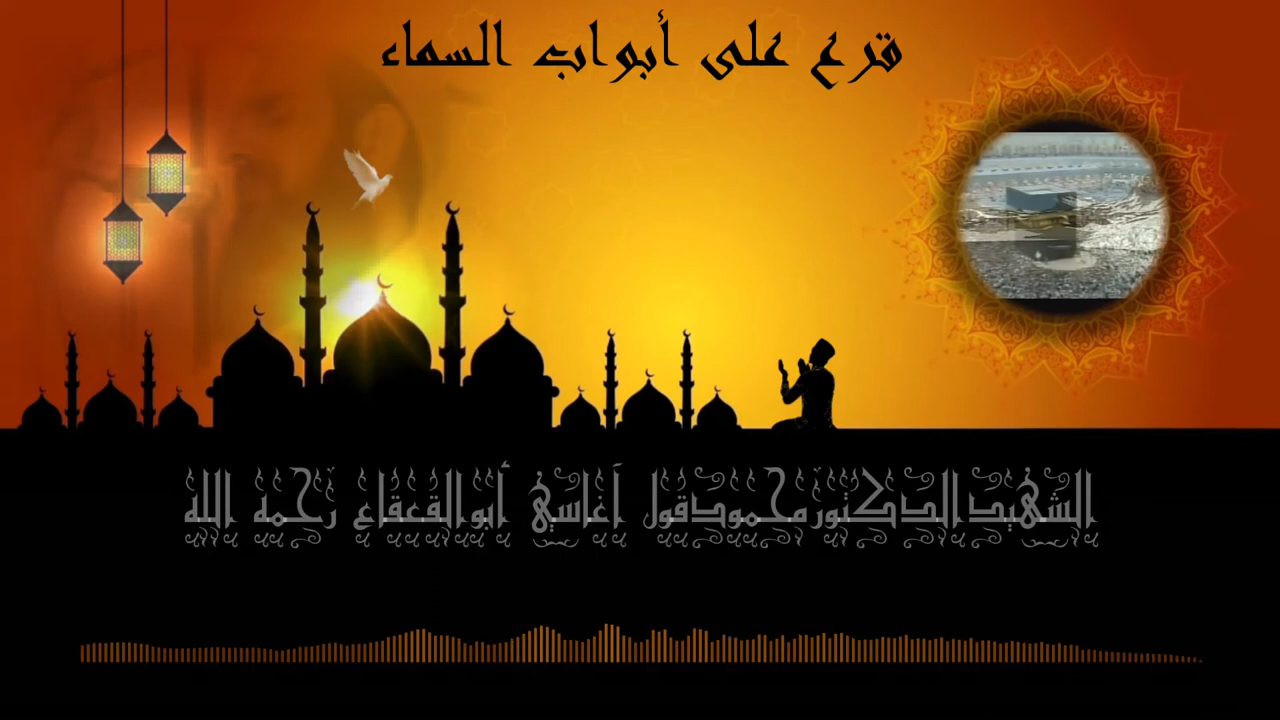 قرع على أبواب السماء
الشهيد الدكتور محمود قول آغاسي أبو القعقاع رحمه الله